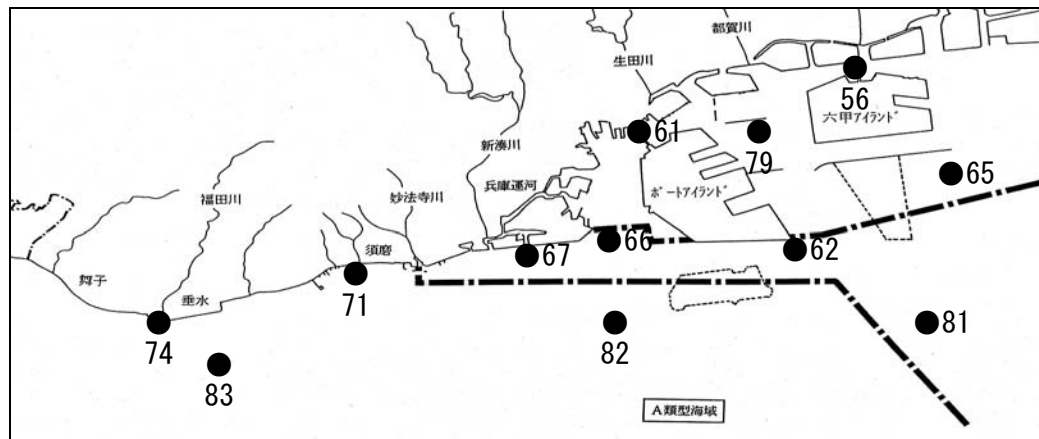 都賀川
生田川
56
六甲アイランド
61
79
新湊川
65
兵庫運河
ポートアイランド
妙法寺川
福田川
須磨
66
62
67
舞子
71
垂水
74
82
81
83
A類型海域